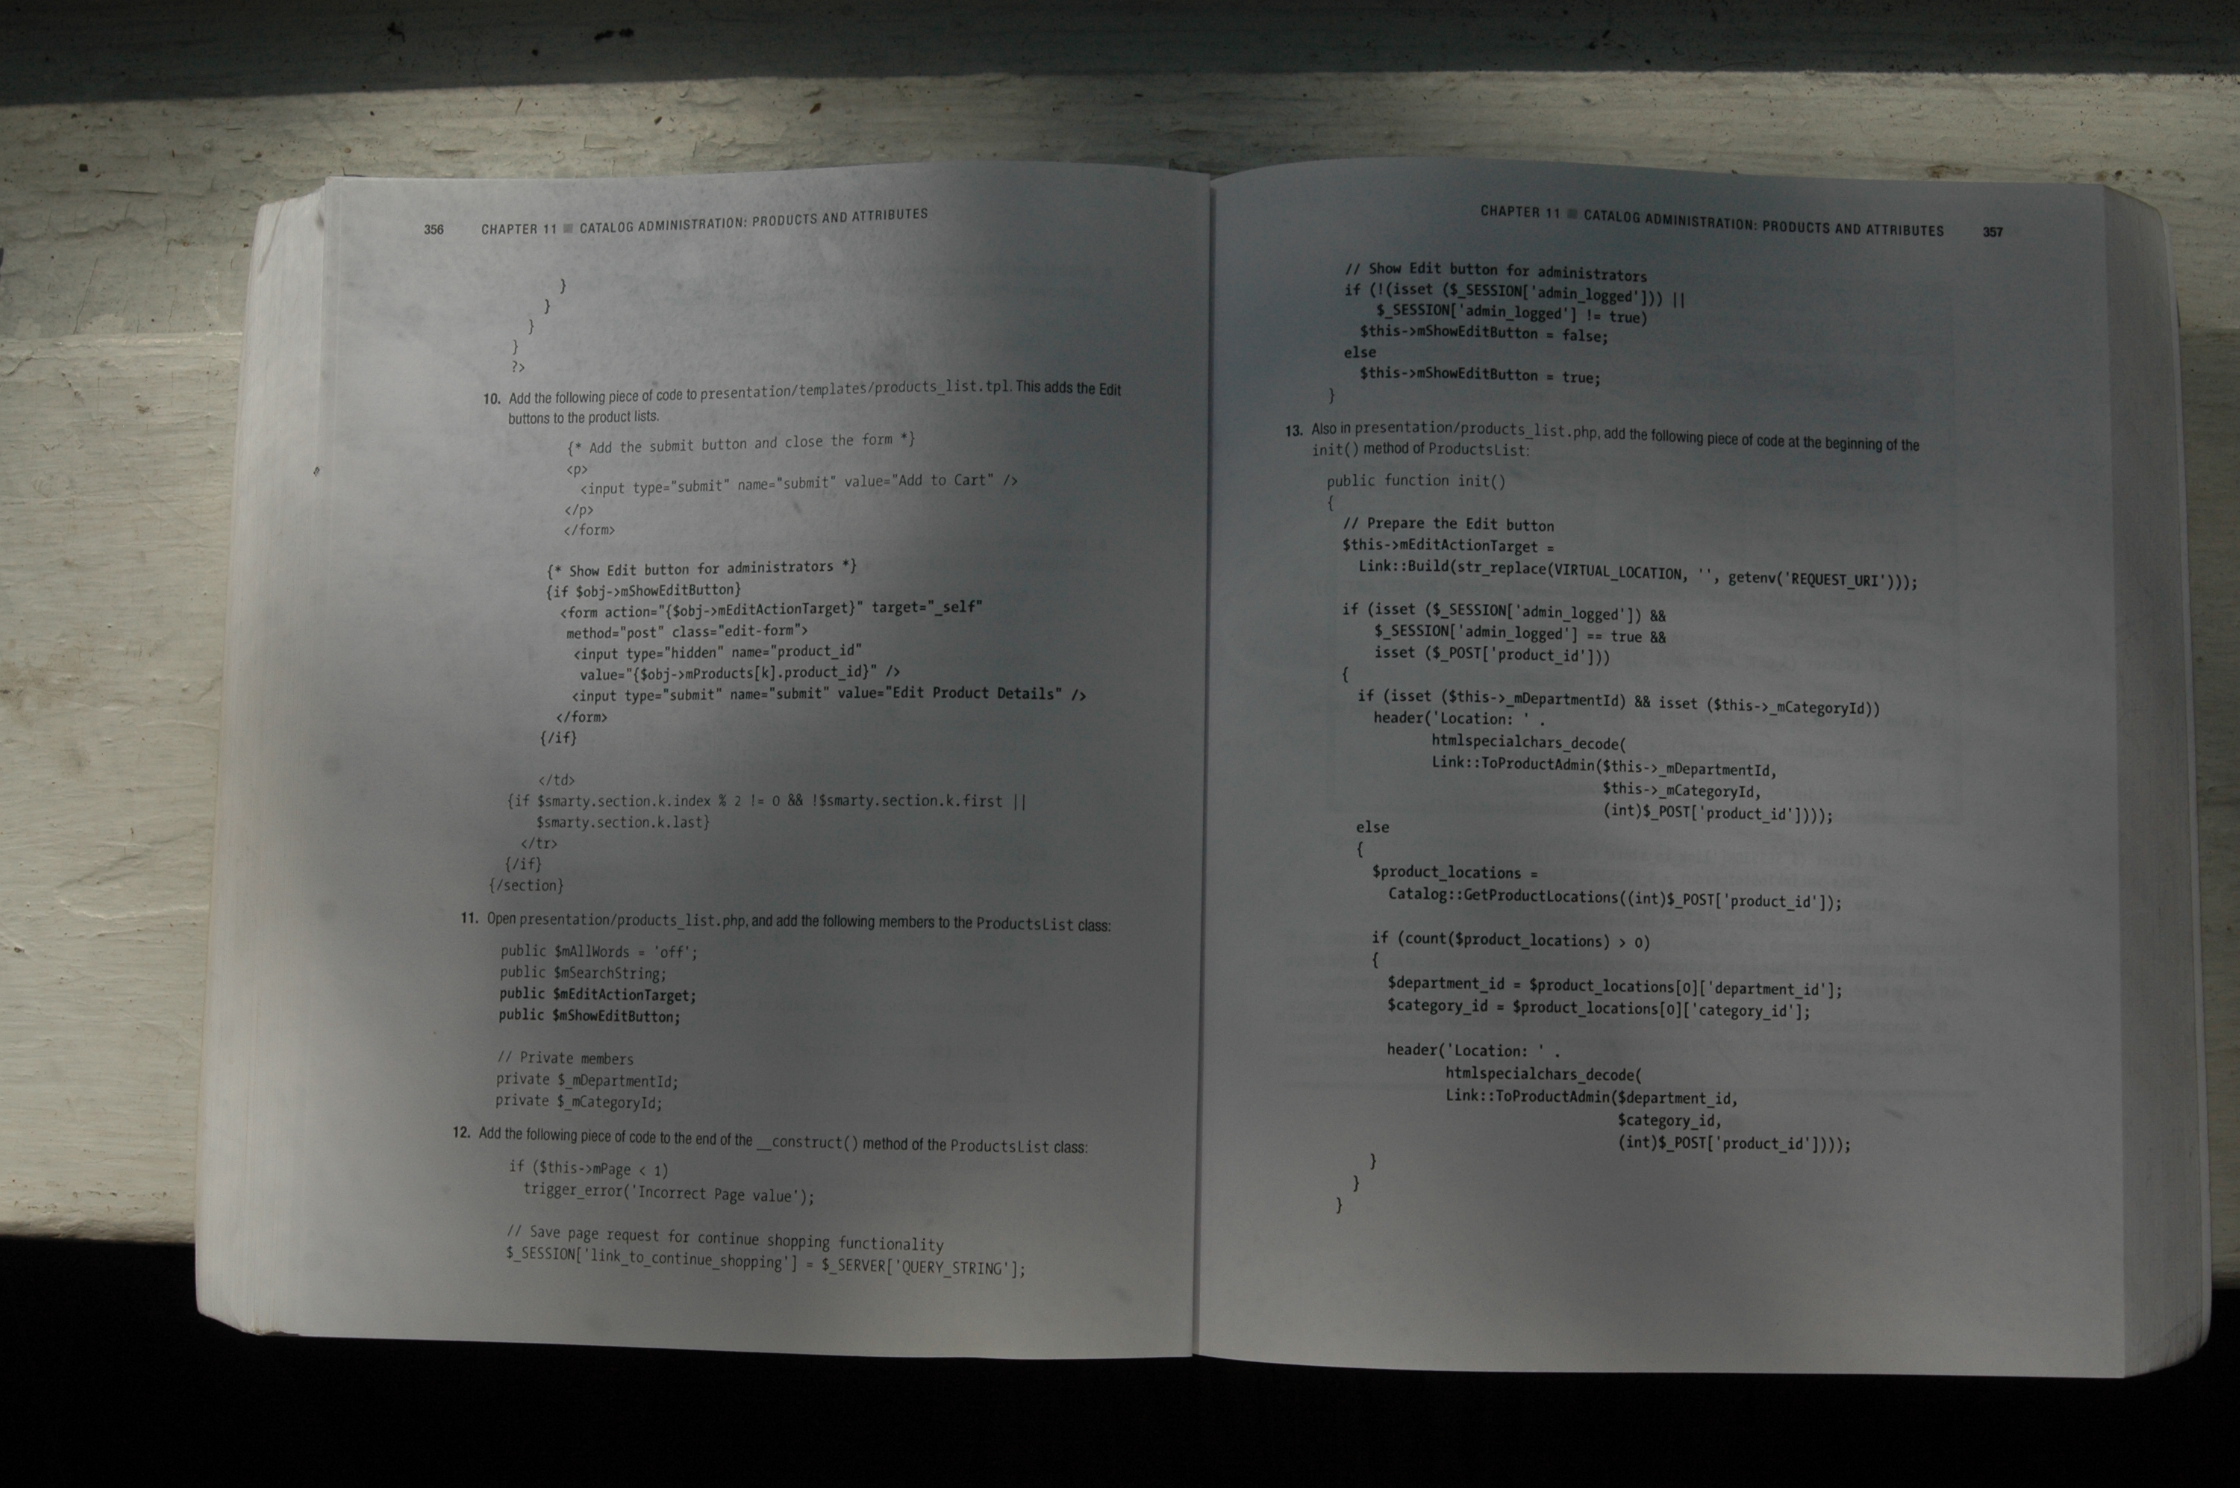 356 CHAPTER 11 ■ CATALOG ADMINISTRATION: PRODUCTS AND ATTRIBUTES
}
}
}
}
?>
10. Add the following piece of code to presentation/templates/products_list.tpl. This adds the Edit
buttons to the product lists.
{* Add the submit button and close the form *}
<p>
<input type="submit" name="submit" value="Add to Cart" />
</p>
</form>
{* Show Edit button for administrators *}
{if $obj->mShowEditButton}
<form action="{$obj->mEditActionTarget}" target="_self"
method="post" class="edit-form">
<input type="hidden" name="product_id"
value="{$obj->mProducts[k].product_id}" />
<input type="submit" name="submit" value="Edit Product Details" />
</form>
{/if}
</td>
{if $smarty.section.k.index % 2 != 0 && !$smarty.section.k.first ||
$smarty.section.k.last}
</tr>
{/if}
{/section}
11. Open presentation/products_list.php, and add the following members to the ProductsList class:
public $mAllWords = 'off';
public $mSearchString;
public $mEditActionTarget;
public $mShowEditButton;
// Private members
private $_mDepartmentId;
private $_mCategoryId;
12. Add the following piece of code to the end of the __construct() method of the ProductsList class:
if ($this->mPage < 1)
trigger_error('Incorrect Page value');
// Save page request for continue shopping functionality
$_SESSION['link_to_continue_shopping'] = $_SERVER['QUERY_STRING'];
CHAPTER 11 ■ CATALOG ADMINISTRATION: PRODUCTS AND ATTRIBUTES 357
// Show Edit button for administrators
if (!(isset ($_SESSION['admin_logged'])) ||
$_SESSION['admin_logged'] != true)
$this->mShowEditButton = false;
else
$this->mShowEditButton = true;
}
13. Also in presentation/products_list.php, add the following piece of code at the beginning of the
init() method of ProductsList:
public function init()
{
// Prepare the Edit button
$this->mEditActionTarget =
Link::Build(str_replace(VIRTUAL_LOCATION, '', getenv('REQUEST_URI')));
if (isset ($_SESSION['admin_logged']) &&
$_SESSION['admin_logged'] == true &&
isset ($_POST['product_id']))
{
if (isset ($this->_mDepartmentId) && isset ($this->_mCategoryId))
header('Location: ' .
htmlspecialchars_decode(
Link::ToProductAdmin($this->_mDepartmentId,
$this->_mCategoryId,
(int)$_POST['product_id'])));
else
{
$product_locations =
Catalog::GetProductLocations((int)$_POST['product_id']);
if (count($product_locations) > 0)
{
$department_id = $product_locations[0]['department_id'];
$category_id = $product_locations[0]['category_id'];
header('Location: ' .
htmlspecialchars_decode(
Link::ToProductAdmin($department_id,
$category_id,
(int)$_POST['product_id'])));
}
}
}